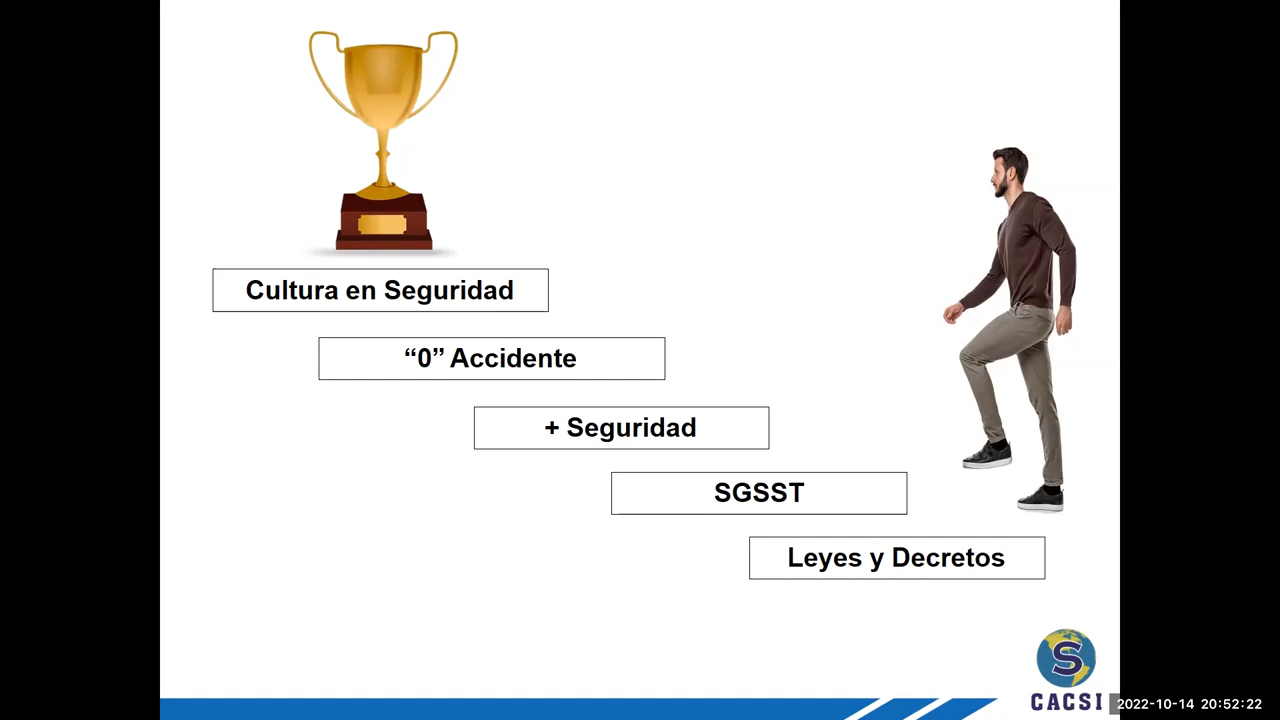 Cultura en Seguridad
“0” Accidente
+ Seguridad
SGSST
Leyes y Decretos
S
CACSI
2022-10-14 20:52:22